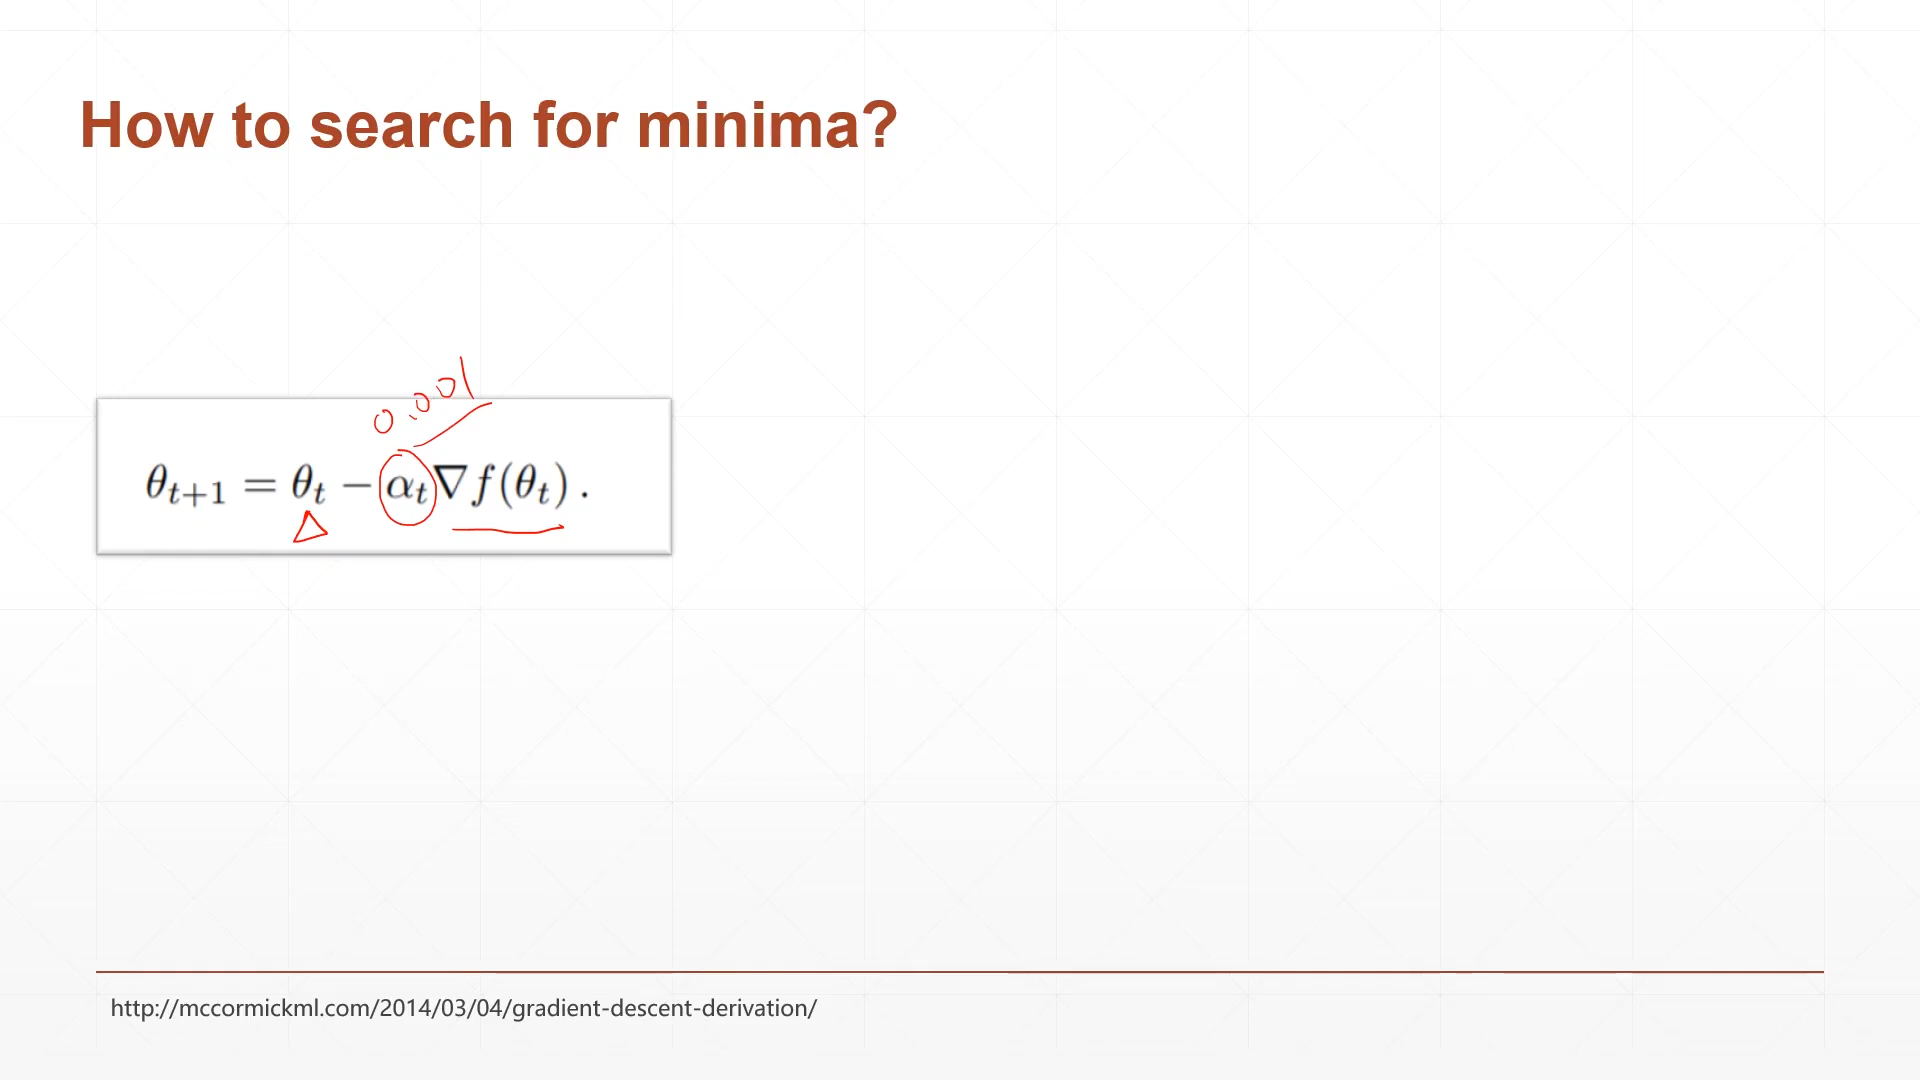 How to search for minima?
0.001
θₜ₊₁ = θₜ − αₜ∇f(θₜ).
http://mccormickml.com/2014/03/04/gradient-descent-derivation/